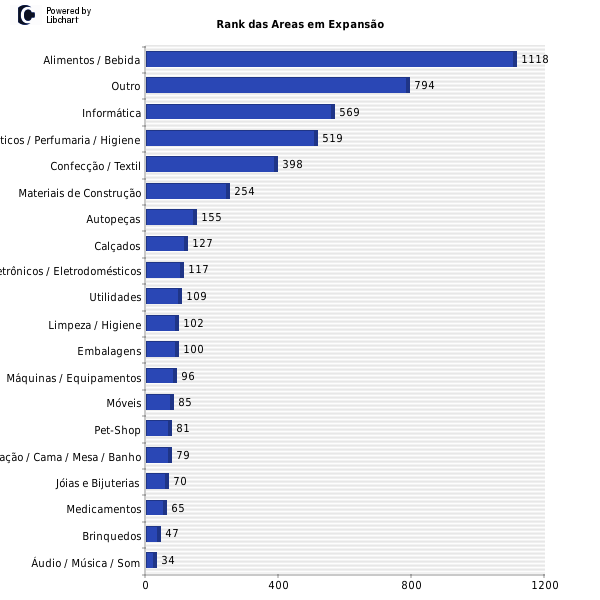 Powered by
Libchart
Rank das Areas em Expansão
Alimentos / Bebida 1118
Outro 794
Informática 569
ticos / Perfumaria / Higiene 519
Confecção / Textil 398
Materiais de Construção 254
Autopeças 155
Calçados 127
etrônicos / Eletrodomésticos 117
Utilidades 109
Limpeza / Higiene 102
Embalagens 100
Máquinas / Equipamentos 96
Móveis 85
Pet-Shop 81
ação / Cama / Mesa / Banho 79
Jóias e Bijuterias 70
Medicamentos 65
Brinquedos 47
Áudio / Música / Som 34
0 400 800 1200